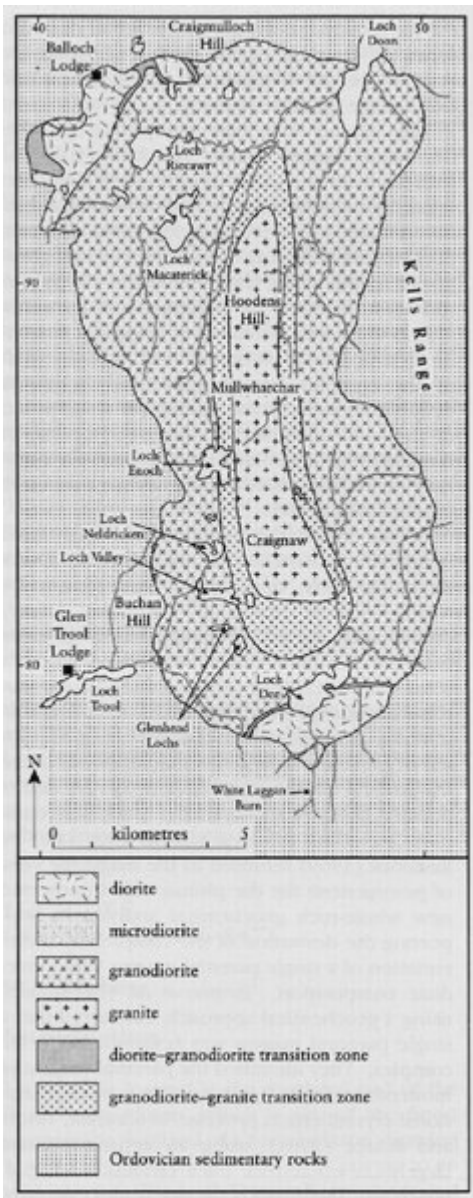 40
Craigmulloch
Hill
Loch
Doon
50
Balloch
Lodge
Loch
Riecawr
Loch
Macaterick
90
Hoodens
Hill
Kells Range
Mullwharchar
Loch
Enoch
Loch
Neldricken
Craignaw
Loch Valley
Buchan
Hill
Glen
Trool
Lodge
80
Loch
Trool
Loch
Dee
Glenhead
Lochs
N
White Laggan
Burn
0 kilometres 5
diorite
microdiorite
granodiorite
granite
diorite–granodiorite transition zone
granodiorite–granite transition zone
Ordovician sedimentary rocks